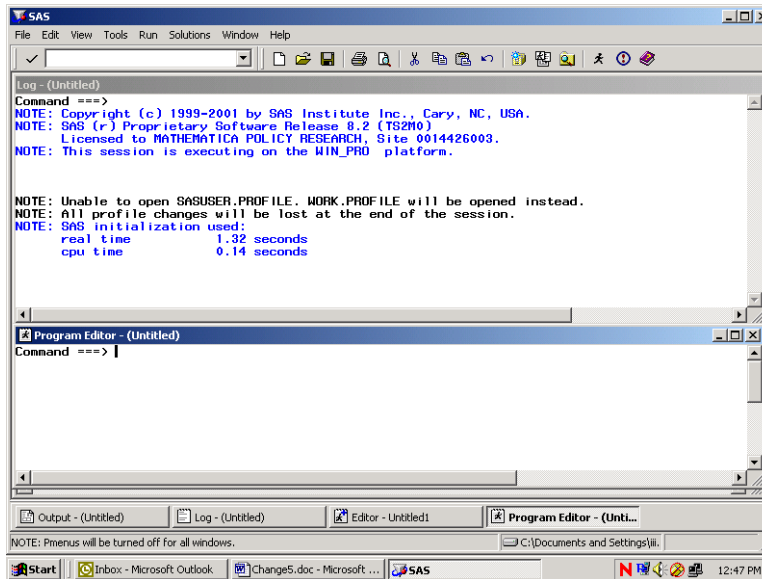 SAS
File Edit View Tools Run Solutions Window Help
Log - (Untitled)
Command ===>
NOTE: Copyright (c) 1999-2001 by SAS Institute Inc., Cary, NC, USA.
NOTE: SAS (r) Proprietary Software Release 8.2 (TS2M0)
Licensed to MATHEMATICA POLICY RESEARCH, Site 0014426003.
NOTE: This session is executing on the WIN_PRO platform.
NOTE: Unable to open SASUSER.PROFILE. WORK.PROFILE will be opened instead.
NOTE: All profile changes will be lost at the end of the session.
NOTE: SAS initialization used:
real time 1.32 seconds
cpu time 0.14 seconds
Program Editor - (Untitled)
Command ===>
Output - (Untitled) Log - (Untitled) Editor - Untitled1 Program Editor - (Unti...
NOTE: Pmenus will be turned off for all windows. C:\Documents and Settings\iii.
Start Inbox - Microsoft Outlook Change5.doc - Microsoft ... SAS N 12:47 PM